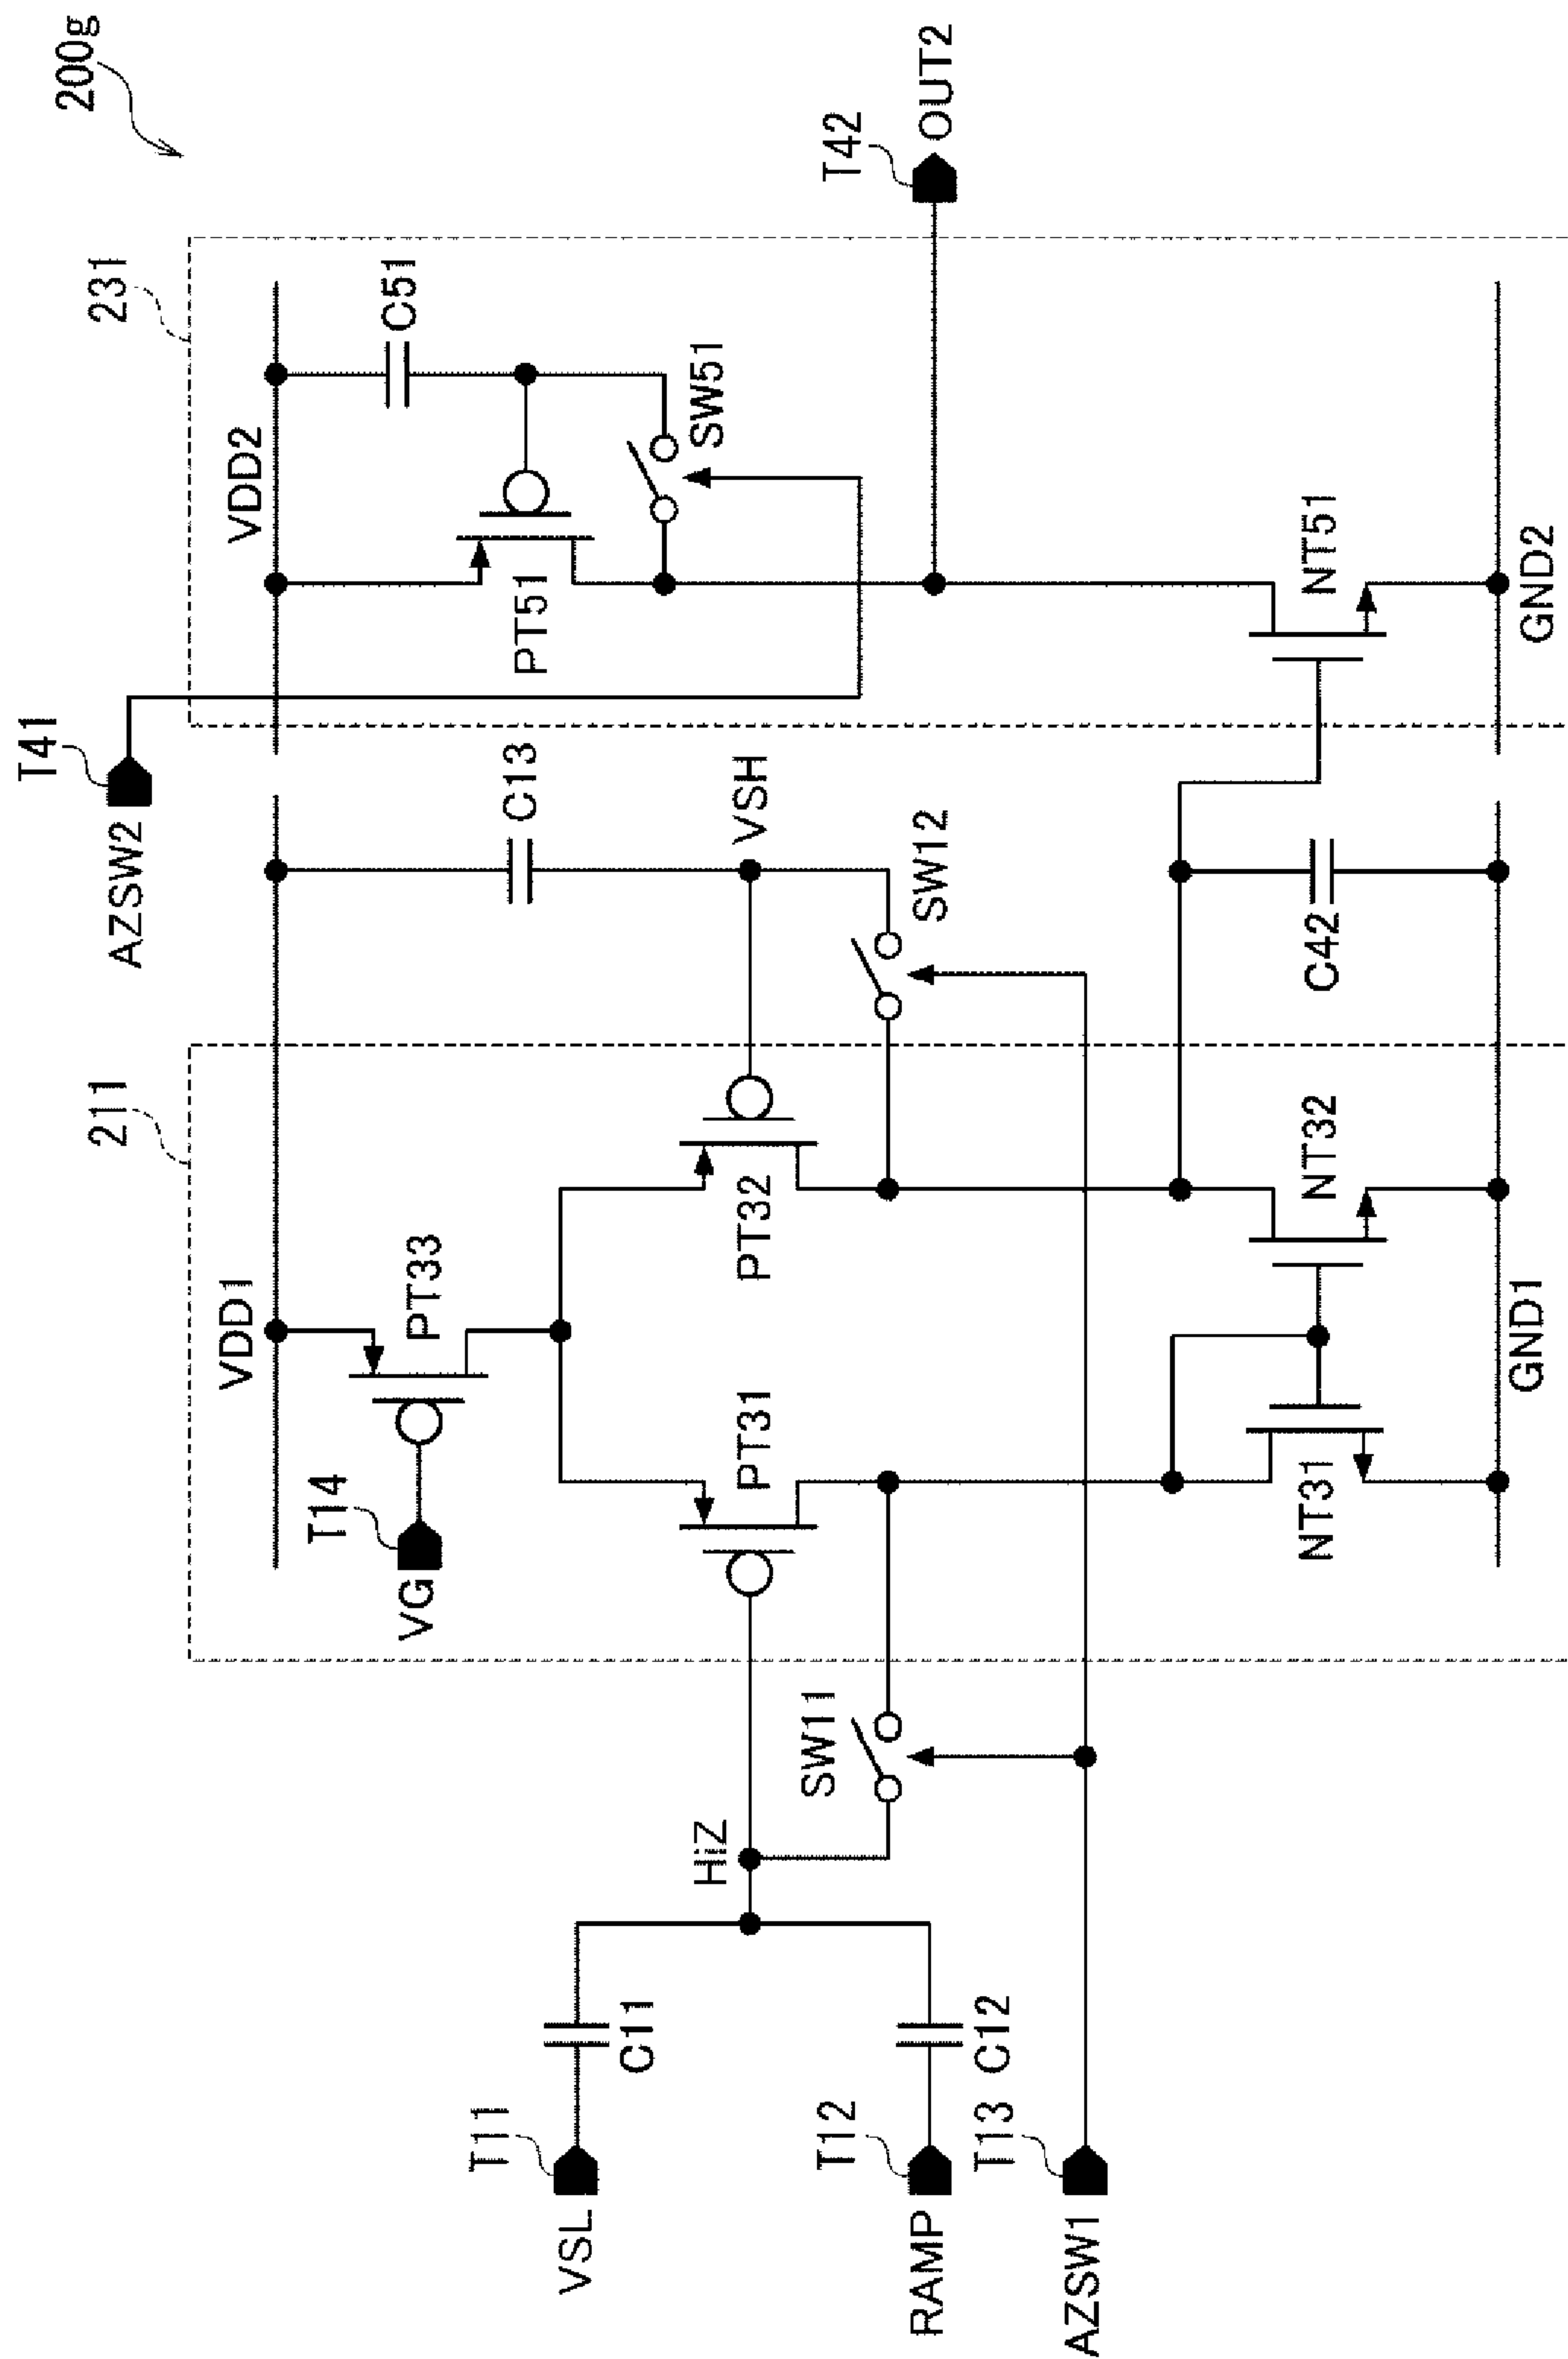 200g
T41
AZSW2
211
231
VDD1
VDD2
T14
VG
PT33
C51
C13
PT51
SW51
T11
VSL
C11
HiZ
PT31
PT32
VSH
SW11
SW12
T42
OUT2
T12
RAMP
C12
T13
AZSW1
NT31
NT32
C42
NT51
GND1
GND2